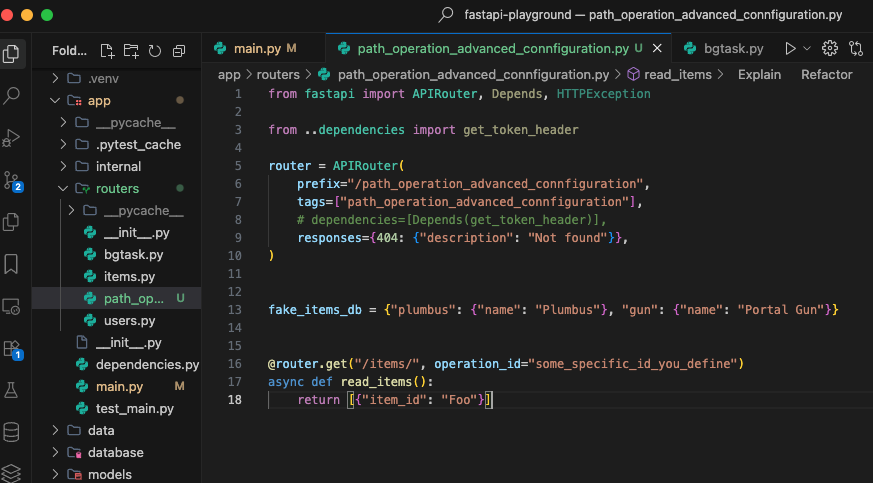 fastapi-playground — path_operation_advanced_connfiguration.py
Fold...
main.py M
path_operation_advanced_connfiguration.py U
bgtask.py
app > routers > path_operation_advanced_connfiguration.py > read_items > Explain Refactor
.venv
app
__pycache__
.pytest_cache
internal
routers
__pycache__
__init__.py
bgtask.py
items.py
path_op... U
users.py
__init__.py
dependencies.py
main.py M
test_main.py
data
database
models
2
1
1 from fastapi import APIRouter, Depends, HTTPException
2
3 from ..dependencies import get_token_header
4
5 router = APIRouter(
6 prefix="/path_operation_advanced_connfiguration",
7 tags=["path_operation_advanced_connfiguration"],
8 # dependencies=[Depends(get_token_header)],
9 responses={404: {"description": "Not found"}},
10 )
11
12
13 fake_items_db = {"plumbus": {"name": "Plumbus"}, "gun": {"name": "Portal Gun"}}
14
15
16 @router.get("/items/", operation_id="some_specific_id_you_define")
17 async def read_items():
18 return [{"item_id": "Foo"}]